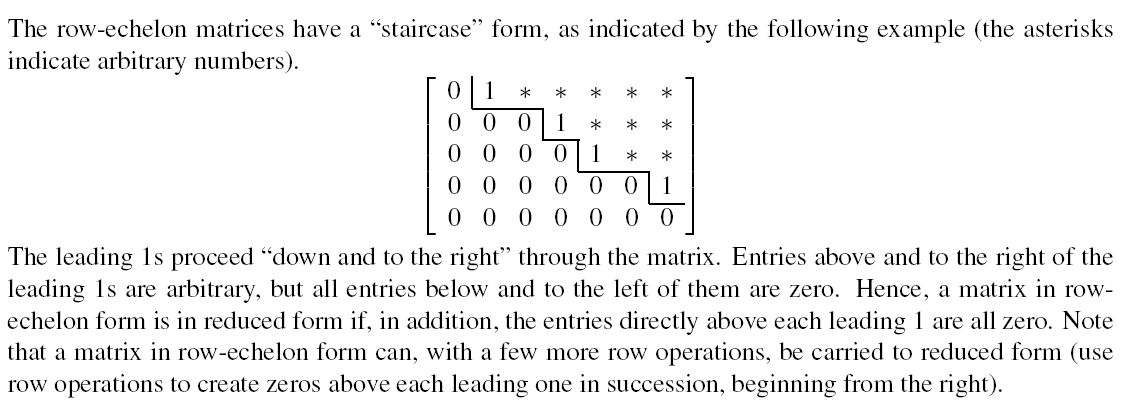 The row-echelon matrices have a “staircase” form, as indicated by the following example (the asterisks
indicate arbitrary numbers).
0 1 * * * * *
0 0 0 1 * * *
0 0 0 0 1 * *
0 0 0 0 0 0 1
0 0 0 0 0 0 0
The leading 1s proceed “down and to the right” through the matrix. Entries above and to the right of the
leading 1s are arbitrary, but all entries below and to the left of them are zero. Hence, a matrix in row-
echelon form is in reduced form if, in addition, the entries directly above each leading 1 are all zero. Note
that a matrix in row-echelon form can, with a few more row operations, be carried to reduced form (use
row operations to create zeros above each leading one in succession, beginning from the right).